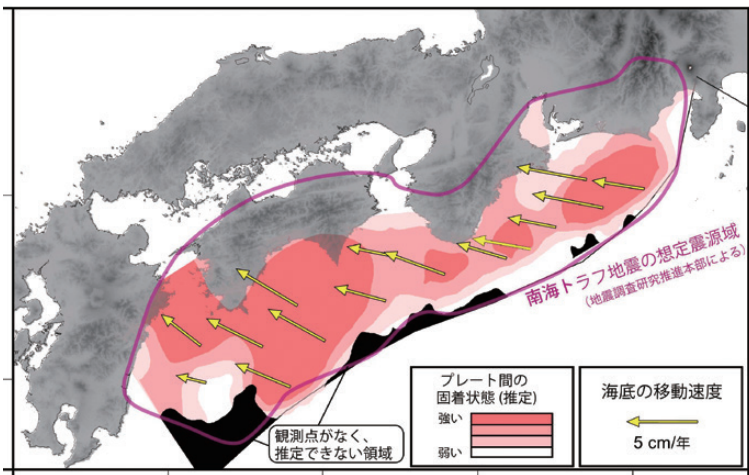 南海トラフ地震の想定震源域
(地震調査研究推進本部による)
観測点がなく、
推定できない領域
プレート間の
固着状態 (推定)
強い
弱い
海底の移動速度
5 cm/年